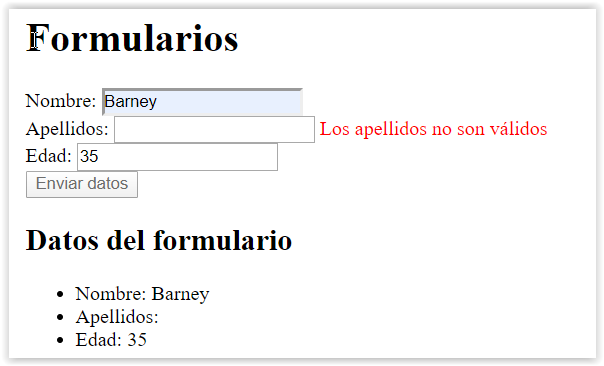 Formularios
Nombre: Barney
Apellidos: Los apellidos no son válidos
Edad: 35
Enviar datos
Datos del formulario
Nombre: Barney
Apellidos:
Edad: 35